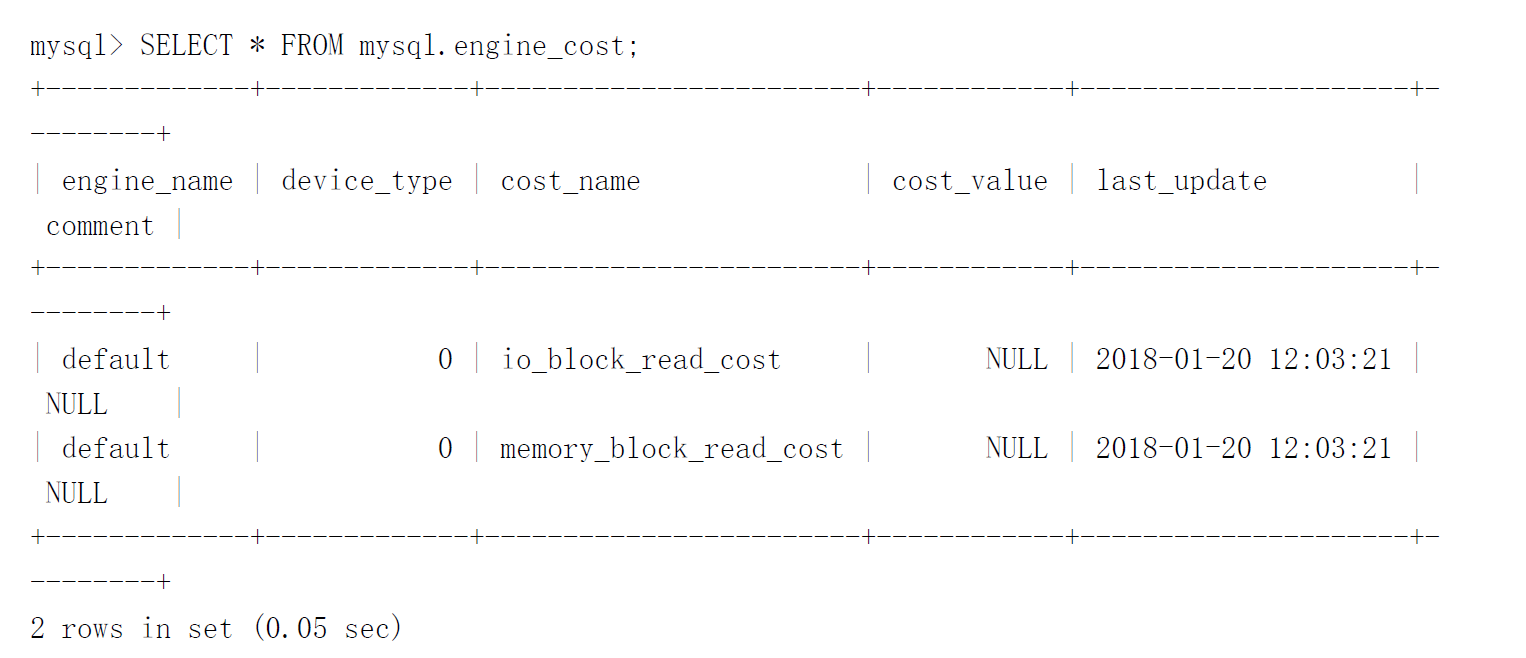 mysql> SELECT * FROM mysql.engine_cost;
+-------------+-------------+------------------------+------------+---------------------+-
--------+
| engine_name | device_type | cost_name              | cost_value | last_update         |
 comment |
+-------------+-------------+------------------------+------------+---------------------+-
--------+
| default     |           0 | io_block_read_cost     |       NULL | 2018-01-20 12:03:21 |
 NULL    |
| default     |           0 | memory_block_read_cost |       NULL | 2018-01-20 12:03:21 |
 NULL    |
+-------------+-------------+------------------------+------------+---------------------+-
--------+
2 rows in set (0.05 sec)